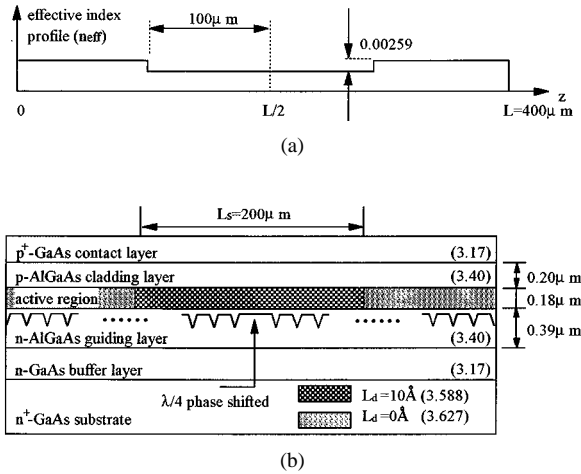 effective index
profile (neff)
100μ m
0.00259
z
0
L/2
L=400μ m
(a)
Ls=200μ m
p+-GaAs contact layer
(3.17)
p-AlGaAs cladding layer
(3.40)
0.20μ m
active region
0.18μ m
n-AlGaAs guiding layer
(3.40)
0.39μ m
n-GaAs buffer layer
(3.17)
λ/4 phase shifted
Ld=10Å (3.588)
Ld=0Å (3.627)
n+-GaAs substrate
(b)